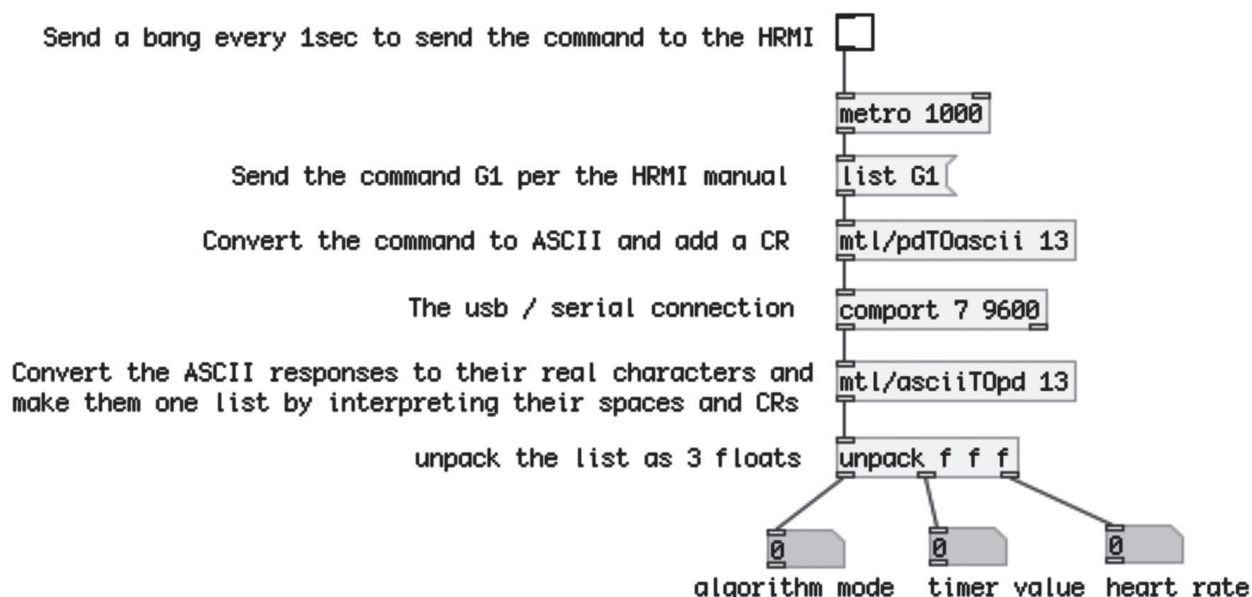 Send a bang every 1sec to send the command to the HRMI
metro 1000
Send the command G1 per the HRMI manual
list G1
Convert the command to ASCII and add a CR
mtl/pdTOascii 13
The usb / serial connection
comport 7 9600
Convert the ASCII responses to their real characters and
make them one list by interpreting their spaces and CRs
mtl/asciiTOpd 13
unpack the list as 3 floats
unpack f f f
0 0 0
algorithm mode timer value heart rate